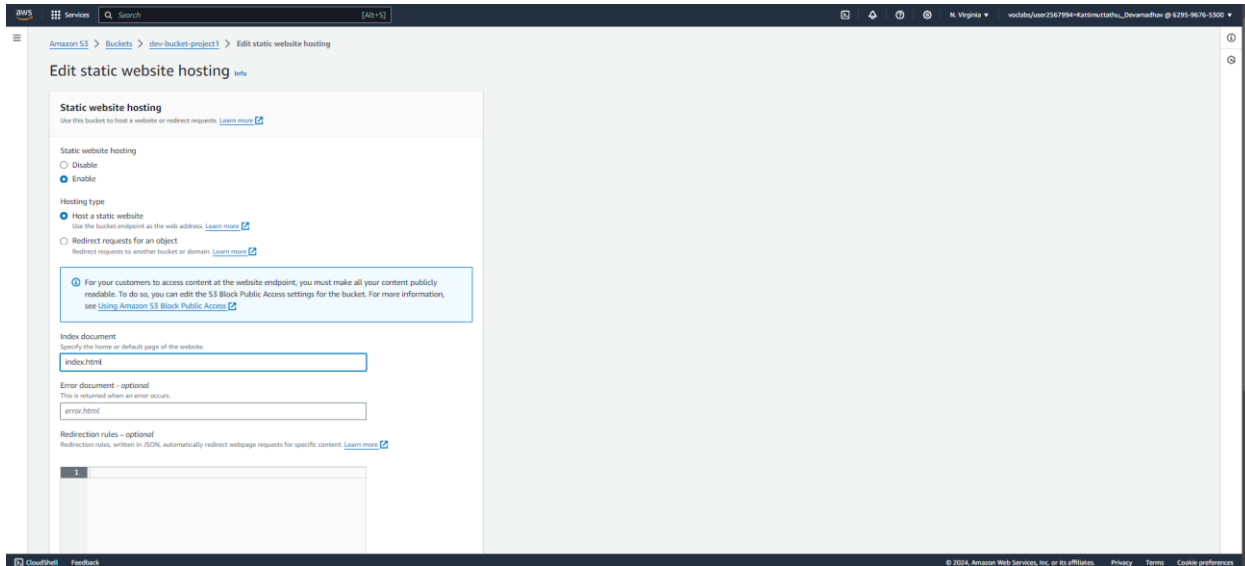 aws Services Search [Alt+S] N. Virginia voclabs/user2567994=Kattimuttathu,_Devamadhav @ 6295-9676-5300
Amazon S3 > Buckets > dev-bucket-project1 > Edit static website hosting
Edit static website hosting Info
Static website hosting
Use this bucket to host a website or redirect requests. Learn more
Static website hosting
Disable
Enable
Hosting type
Host a static website
Use the bucket endpoint as the web address. Learn more
Redirect requests for an object
Redirect requests to another bucket or domain. Learn more
For your customers to access content at the website endpoint, you must make all your content publicly
readable. To do so, you can edit the S3 Block Public Access settings for the bucket. For more information,
see Using Amazon S3 Block Public Access
Index document
Specify the home or default page of the website.
index.html
Error document - optional
This is returned when an error occurs.
error.html
Redirection rules – optional
Redirection rules, written in JSON, automatically redirect webpage requests for specific content. Learn more
1
CloudShell Feedback © 2024, Amazon Web Services, Inc. or its affiliates. Privacy Terms Cookie preferences